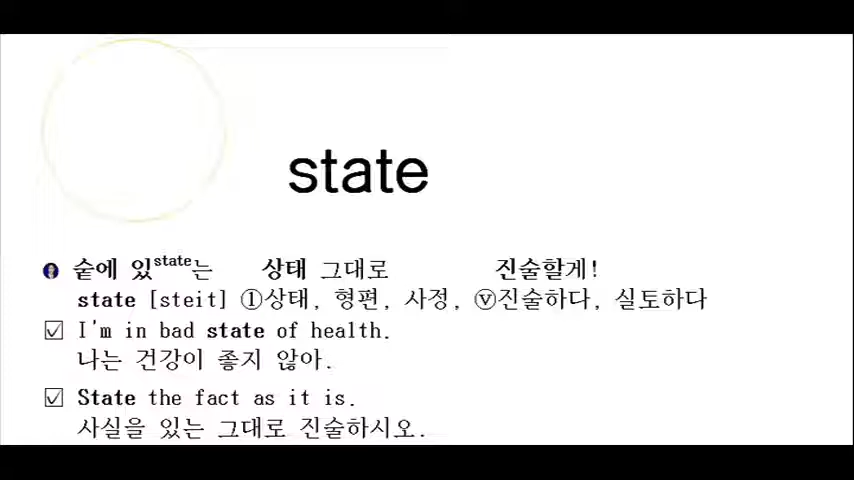 state
숱에 있state는 상태 그대로 진술할게!
state [steit] ①상태, 형편, 사정, ⓥ진술하다, 실토하다
☑ I'm in bad state of health.
나는 건강이 좋지 않아.
☑ State the fact as it is.
사실을 있는 그대로 진술하시오.